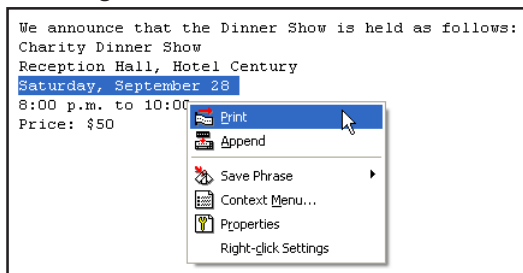 We announce that the Dinner Show is held as follows:
Charity Dinner Show
Reception Hall, Hotel Century
Saturday, September 28
8:00 p.m. to 10:00
Price: $50
Print
Append
Save Phrase
Context Menu...
Properties
Right-click Settings